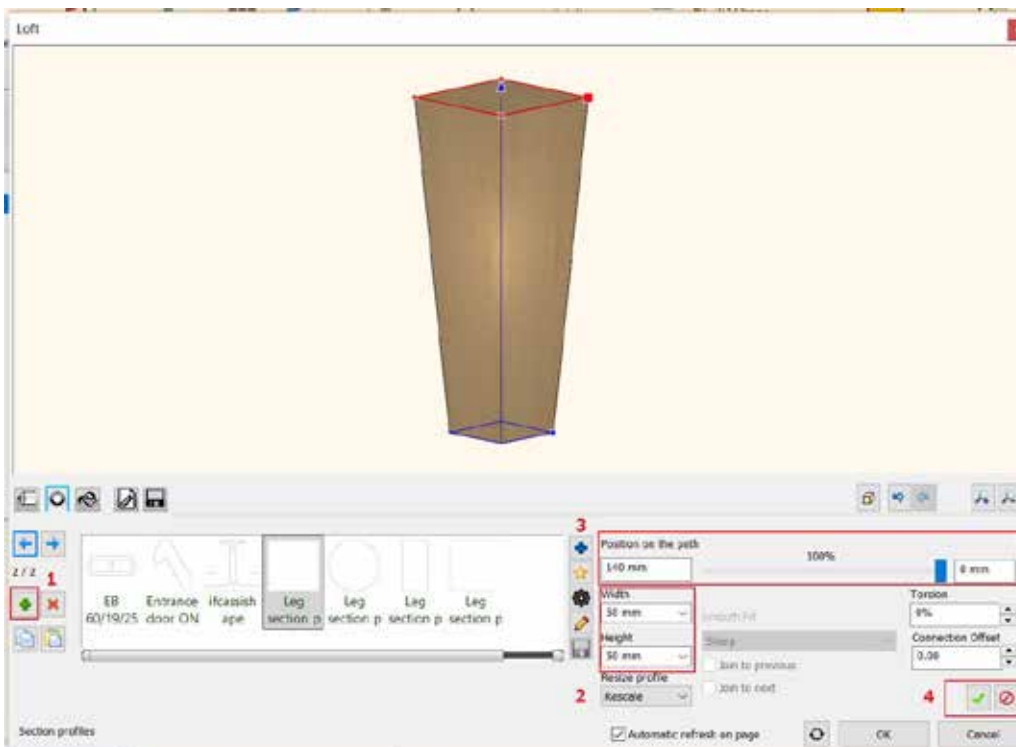 Loft
3
Position on the path
100%
140 mm
0 mm
2 / 2
1
Width
50 mm
Height
50 mm
Torsion
0%
Connection Offset
0.00
EB 60/19/25
Entrance door ON
ifcassish ape
Leg section p
Leg section p
Leg section p
Leg section p
Smooth Fit
Sharp
Join to previous
Join to next
2
Resize profile
Rescale
4
Section profiles
Automatic refresh on page
OK
Cancel